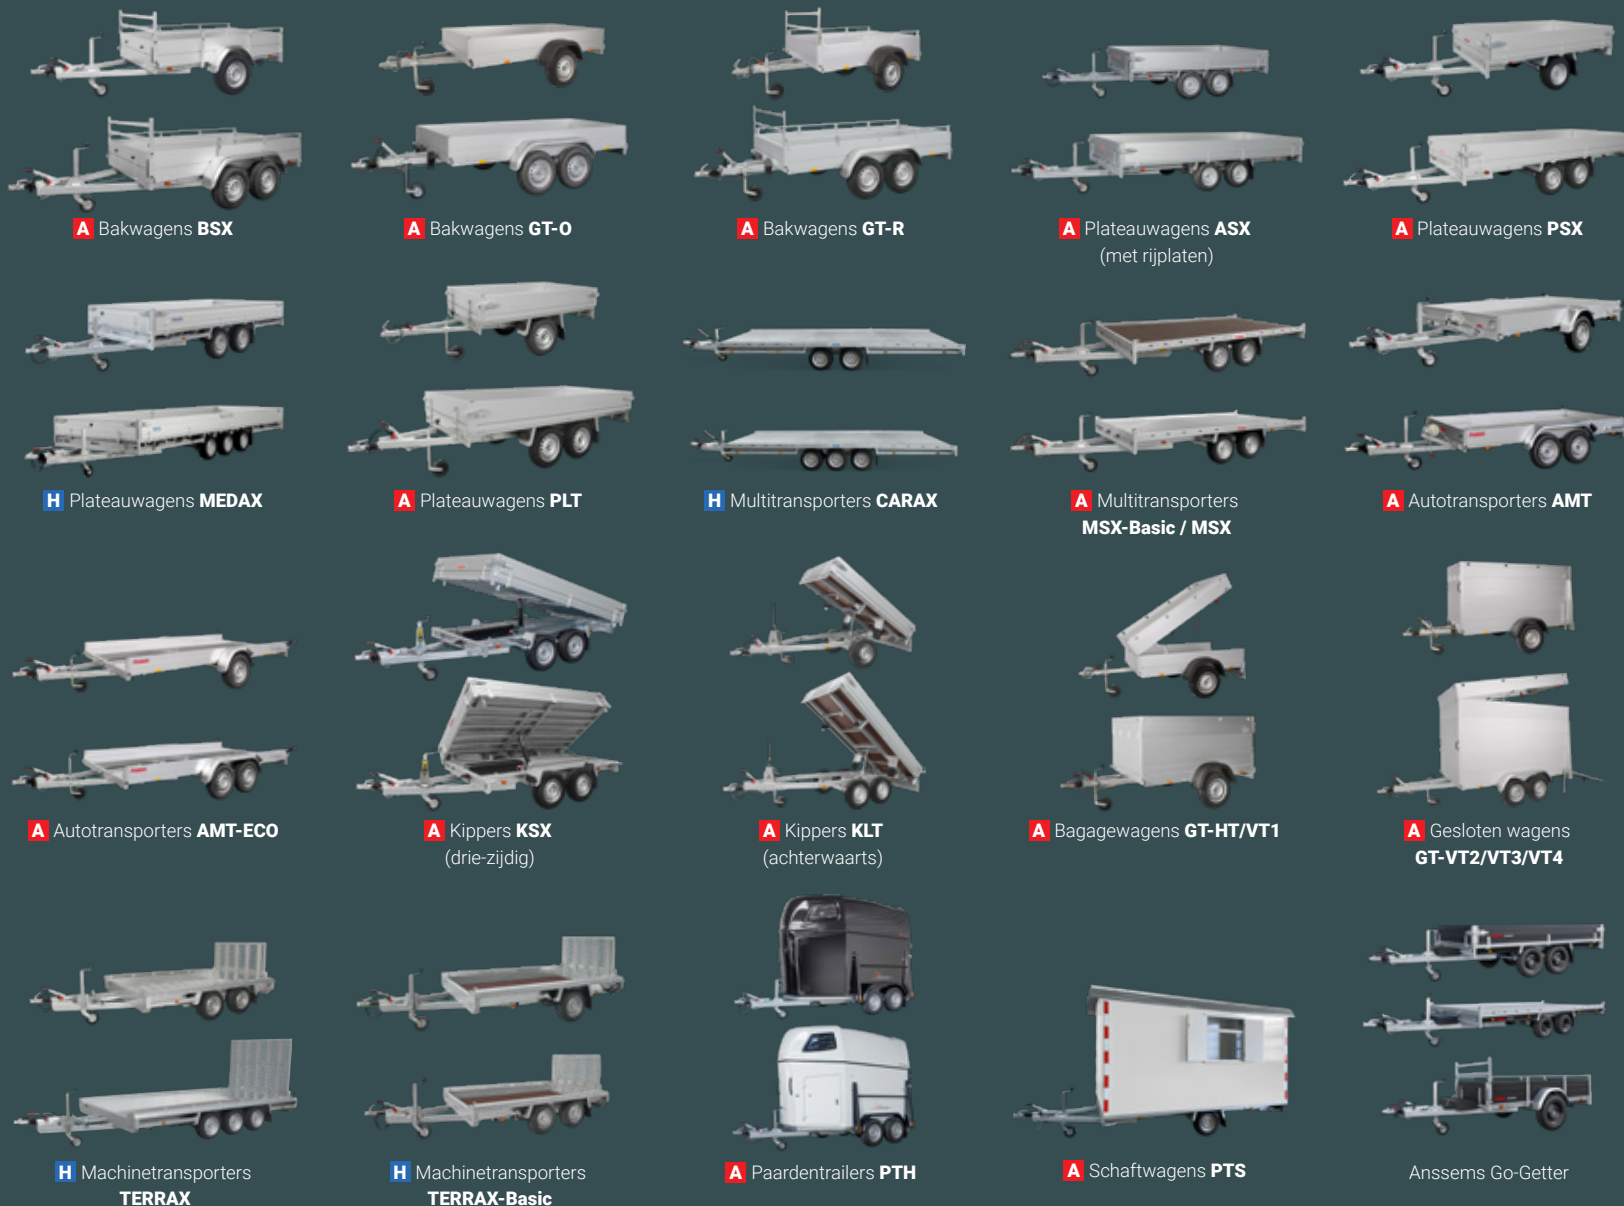 A Bakwagens BSX
A Bakwagens GT-O
A Bakwagens GT-R
A Plateauwagens ASX
(met rijplaten)
A Plateauwagens PSX
H Plateauwagens MEDAX
A Plateauwagens PLT
H Multitransporters CARAX
A Multitransporters
MSX-Basic / MSX
A Autotransporters AMT
A Autotransporters AMT-ECO
A Kippers KSX
(drie-zijdig)
A Kippers KLT
(achterwaarts)
A Bagagewagens GT-HT/VT1
A Gesloten wagens
GT-VT2/VT3/VT4
H Machinetransporters
TERRAX
H Machinetransporters
TERRAX-Basic
A Paardentrailers PTH
A Schaftwagens PTS
Anssems Go-Getter